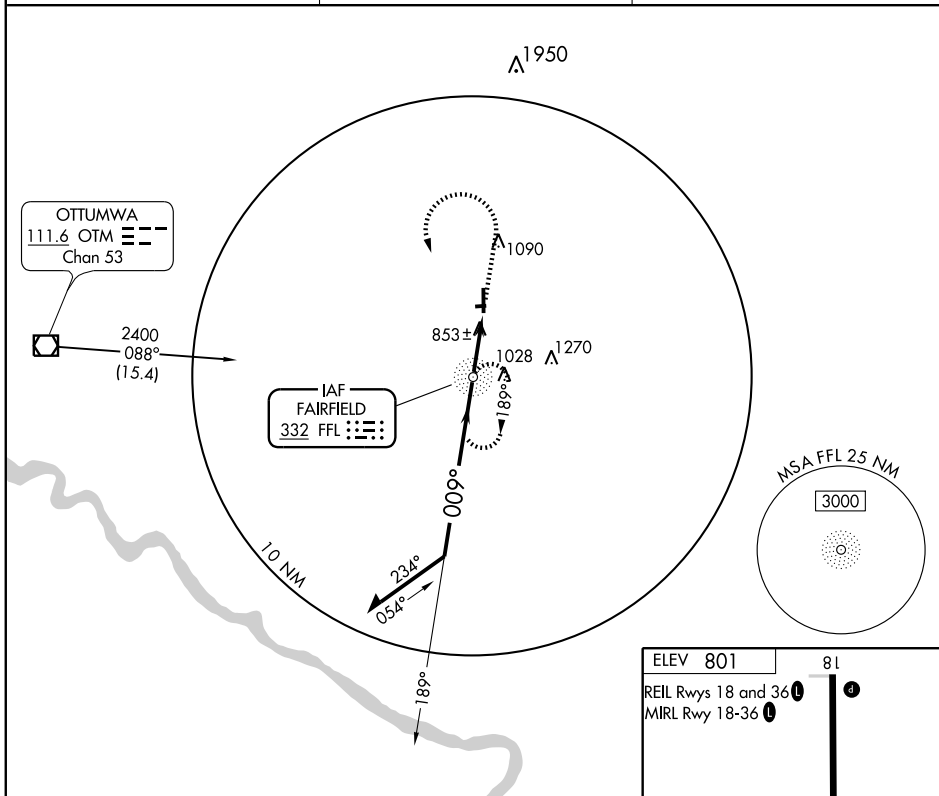 1950
OTTUMWA
111.6 OTM
Chan 53
1090
2400
088°
(15.4)
853±
1028
1270
IAF
FAIRFIELD
332 FFL
189°
009°
MSA FFL 25 NM
3000
10 NM
234°
054°
189°
ELEV 801
18
REIL Rwys 18 and 36 L
MIRL Rwy 18-36 L
P